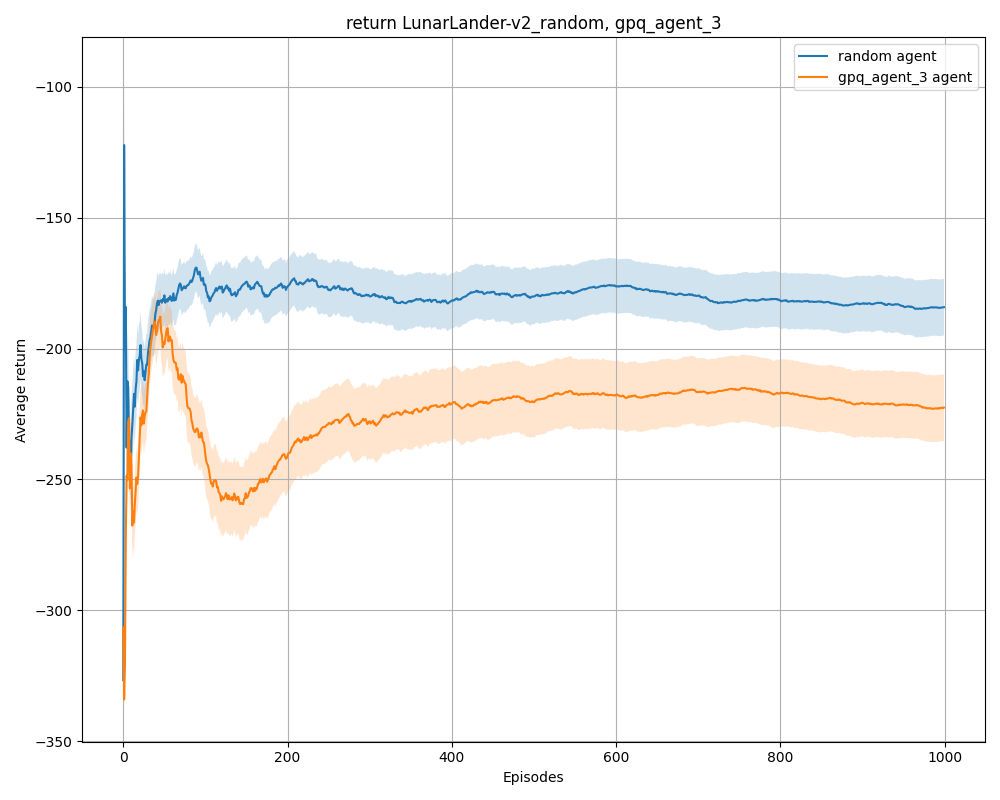 return LunarLander-v2_random, gpq_agent_3
random agent
gpq_agent_3 agent
Average return
−100
−150
−200
−250
−300
−350
0
200
400
600
800
1000
Episodes